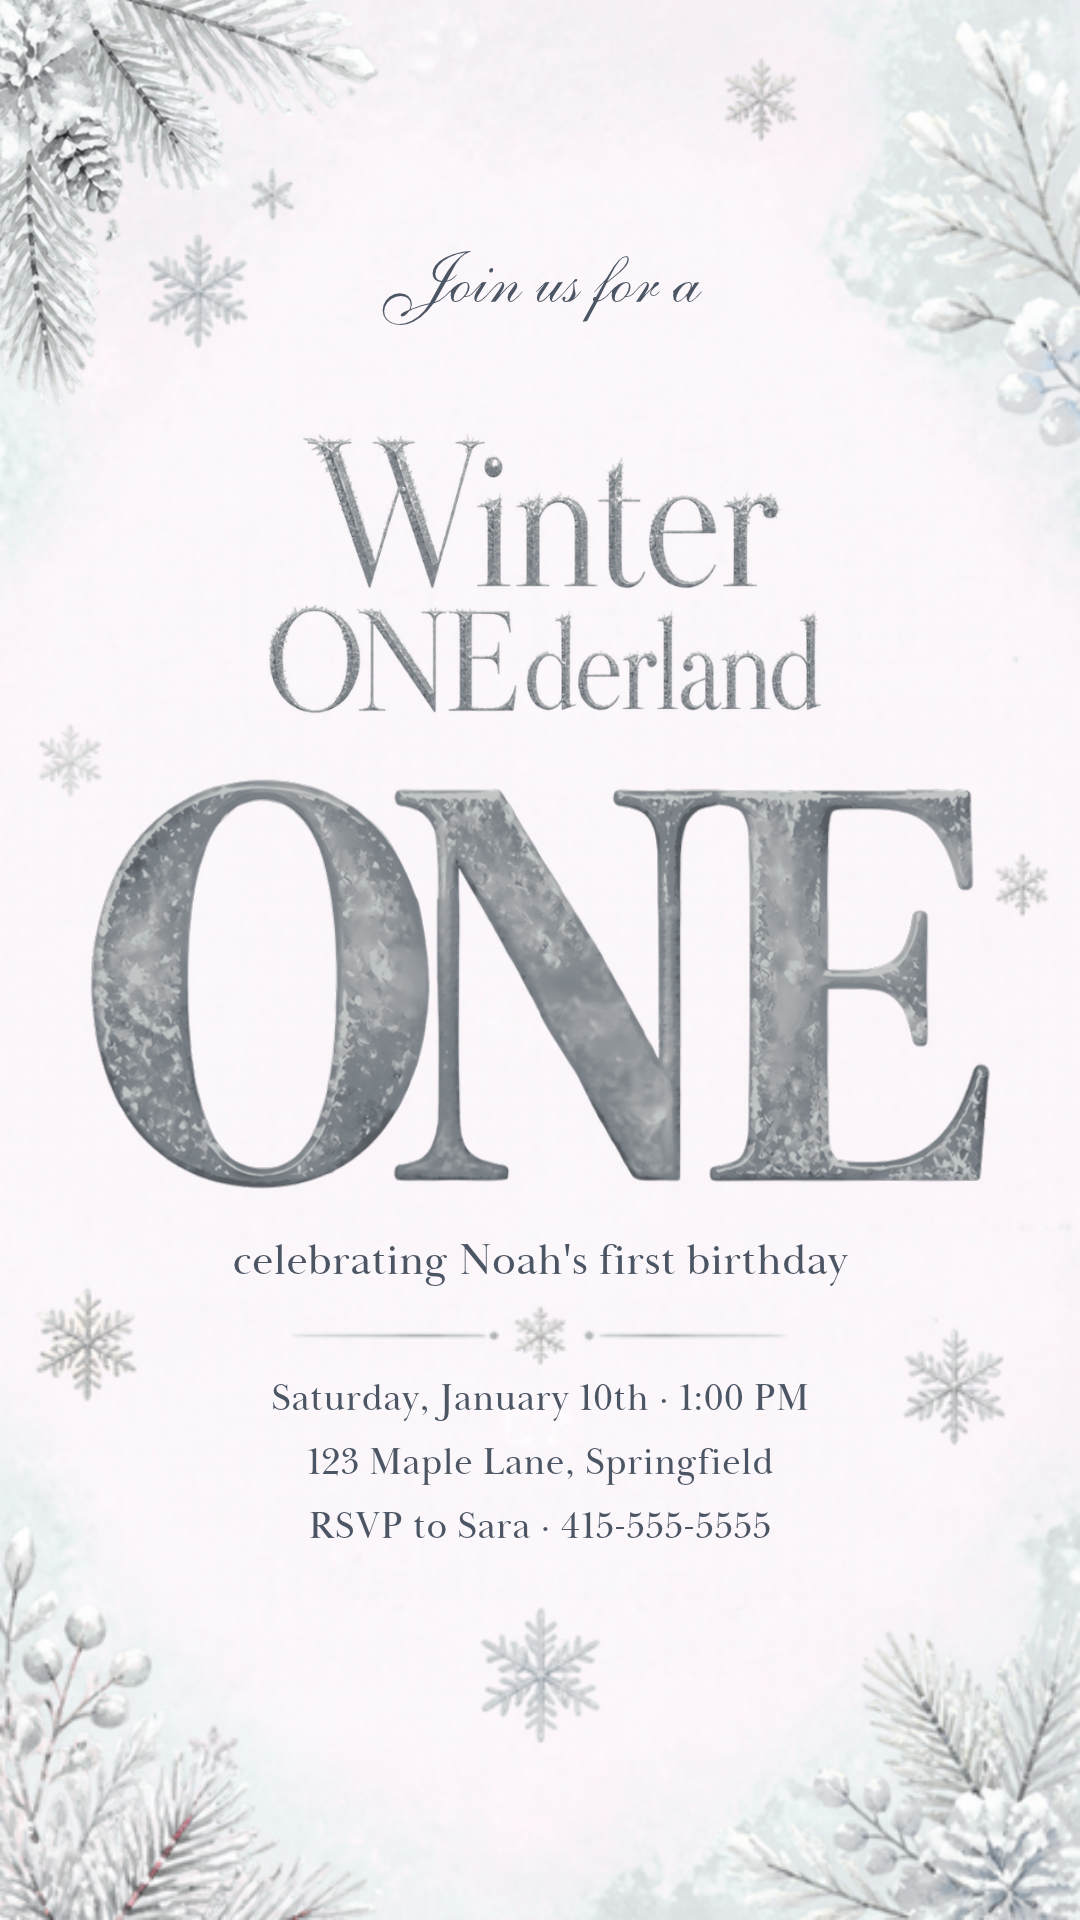 Join us for a
Winter
ONEderland
ONE
celebrating Noah's first birthday
Saturday, January 10th · 1:00 PM
123 Maple Lane, Springfield
RSVP to Sara · 415-555-5555